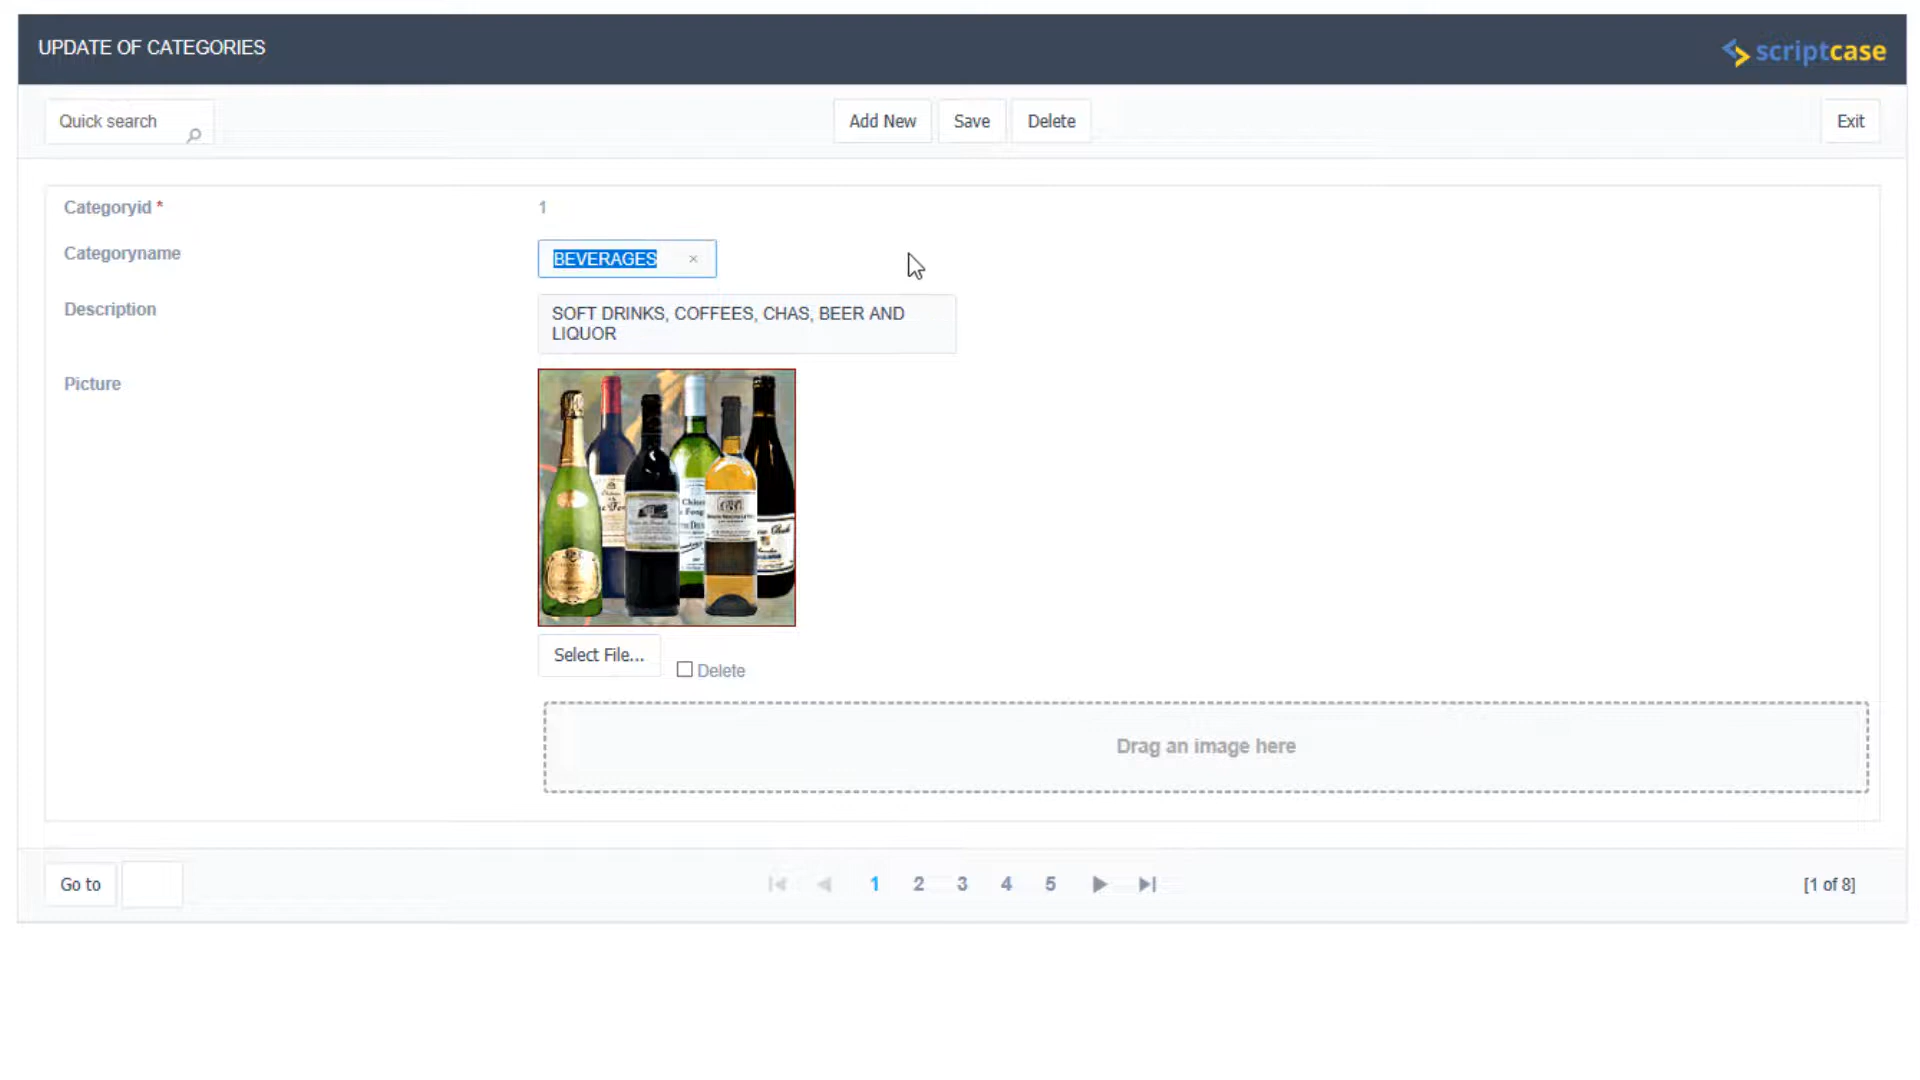 UPDATE OF CATEGORIES
scriptcase
Quick search
Add New
Save
Delete
Exit
Categoryid *
1
Categoryname
BEVERAGES
×
Description
SOFT DRINKS, COFFEES, CHAS, BEER AND
LIQUOR
Picture
Select File...
Delete
Drag an image here
Go to
1 2 3 4 5
[1 of 8]